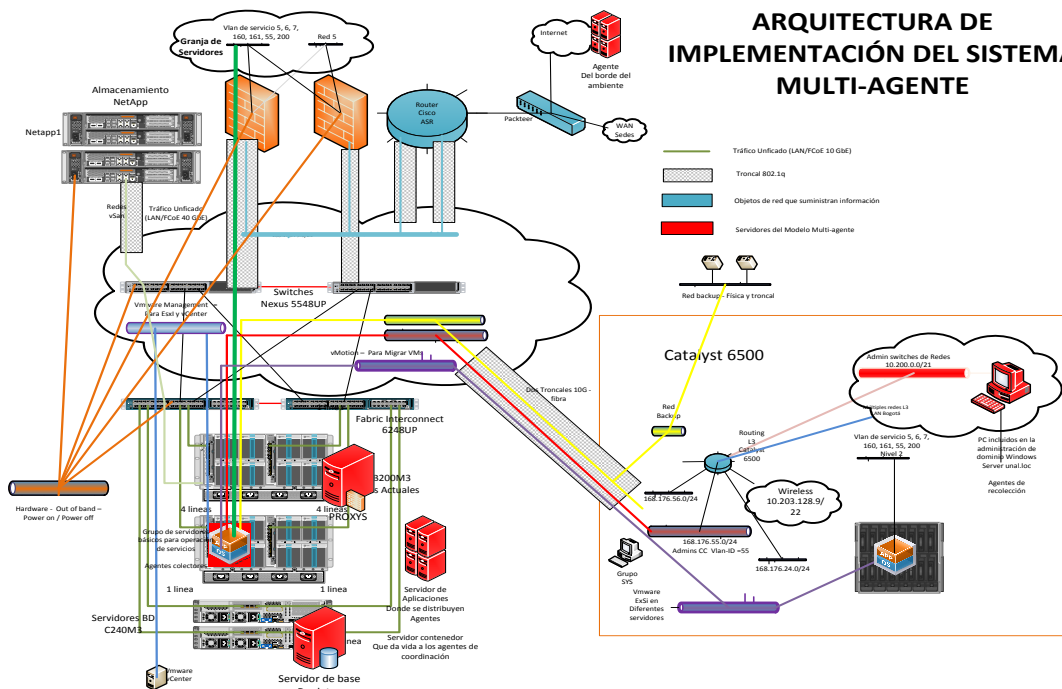 ARQUITECTURA DE
IMPLEMENTACIÓN DEL SISTEMA
MULTI-AGENTE
Vlan de servicio 5, 6, 7,
160, 161, 55, 200
Red 5
Granja de
Servidores
Internet
Agente
Del borde del
ambiente
Almacenamiento
NetApp
Netapp1
Router
Cisco
ASR
Packteer
WAN
Sedes
Tráfico Unficado (LAN/FCoE 10 GbE)
Troncal 802.1q
Objetos de red que suministran información
Servidores del Modelo Multi-agente
Redes
vSan
Tráfico Unificado
(LAN/FCoE 40 GbE)
Switches
Nexus 5548UP
Red backup - Física y troncal
Vmware Management –
Para Esxi y vCenter
vMotion – Para Migrar VMs
Catalyst 6500
Admin switches de Redes
10.200.0.0/21
Dos Troncales 10G -
fibra
Fabric Interconnect
6248UP
Red
Backup
Routing
L3
Catalyst
6500
Múltiples redes L3
LAN Bogotá
Vlan de servicio 5, 6, 7,
160, 161, 55, 200
Nivel 2
PC incluidos en la
administración de
dominio Windows
Server unal.loc
Agentes de
recolección
B200M3
s Actuales
PROXYS
4 lineas
4 lineas
Hardware - Out of band –
Power on / Power off
168.176.56.0/24
Wireless
10.203.128.9/
22
Grupo de servidores
básicos para operación
de servicios
Agentes colectores
App
OS
168.176.55.0/24
Admins CC Vlan-ID =55
168.176.24.0/24
Grupo
SYS
App
OS
1 linea
1 linea
Servidor de
Aplicaciones
Donde se distribuyen
Agentes
Vmware
ExSi en
Diferentes
servidores
Servidores BD
C240M3
Servidor contenedor
Que da vida a los agentes de
coordinación
Vmware
vCenter
Servidor de base